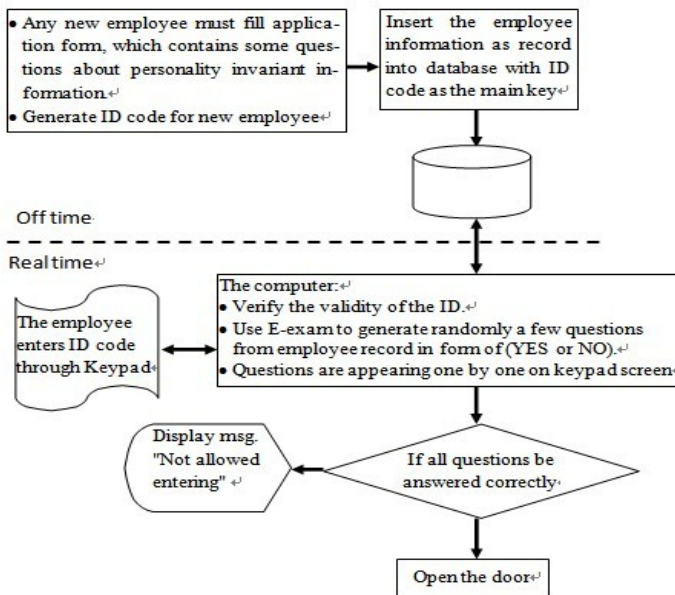 ● Any new employee must fill applica-
tion form, which contains some ques-
tions about personality invariant in-
formation.↵
● Generate ID code for new employee↵
Insert the employee
information as record
into database with ID
code as the main key↵
Off time
Real time↵
The employee
enters ID code
through Keypad↵
The computer:↵
● Verify the validity of the ID.↵
● Use E-exam to generate randomly a few questions
from employee record in form of (YES or NO).↵
● Questions are appearing one by one on keypad screen
Display msg.
"Not allowed
entering" ↵
If all questions be
answered correctly
Open the door↵